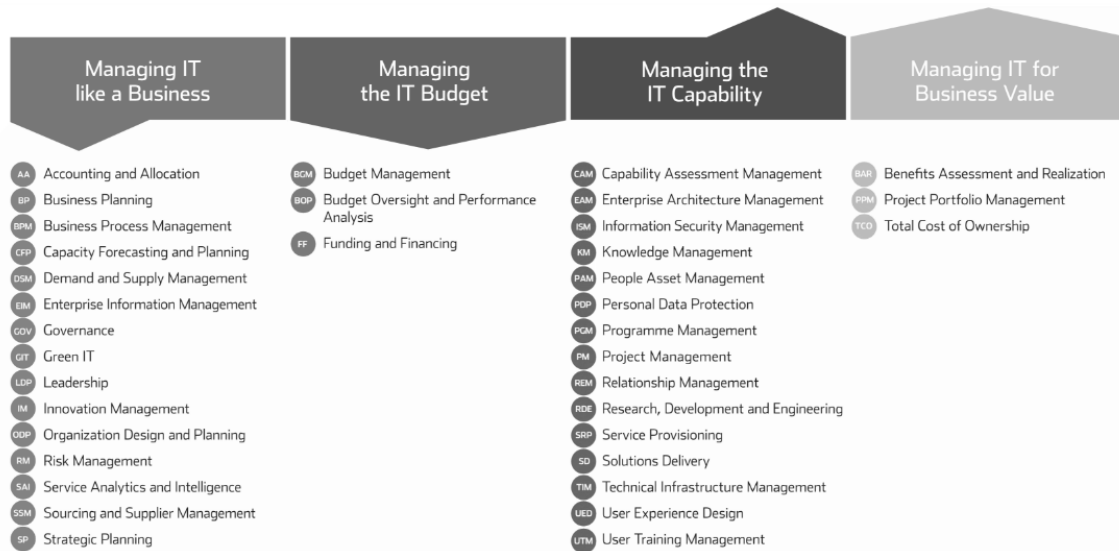 Managing IT
like a Business
Managing
the IT Budget
Managing the
IT Capability
Managing IT for
Business Value
AA Accounting and Allocation
BP Business Planning
BPM Business Process Management
CFP Capacity Forecasting and Planning
DSM Demand and Supply Management
EIM Enterprise Information Management
GOV Governance
GIT Green IT
LDP Leadership
IM Innovation Management
ODP Organization Design and Planning
RM Risk Management
SAI Service Analytics and Intelligence
SSM Sourcing and Supplier Management
SP Strategic Planning
BGM Budget Management
BOP Budget Oversight and Performance
Analysis
FF Funding and Financing
CAM Capability Assessment Management
EAM Enterprise Architecture Management
ISM Information Security Management
KM Knowledge Management
PAM People Asset Management
PDP Personal Data Protection
PGM Programme Management
PM Project Management
REM Relationship Management
RDE Research, Development and Engineering
SRP Service Provisioning
SD Solutions Delivery
TIM Technical Infrastructure Management
UED User Experience Design
UTM User Training Management
BAR Benefits Assessment and Realization
PPM Project Portfolio Management
TCO Total Cost of Ownership